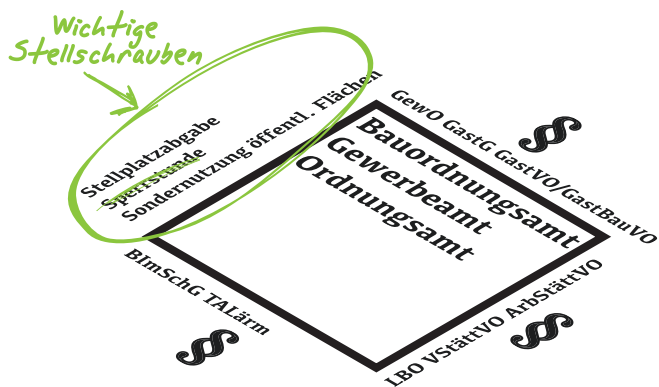 Wichtige
Stellschrauben
Stellplatzabgabe
Sperrstunde
Sondernutzung öffentl. Flächen
GewO GastG GastVO/GastBauVO
§§
Bauordnungsamt
Gewerbeamt
Ordnungsamt
BImSchG TALärm
§§
LBO VStättVO ArbStättVO
§§